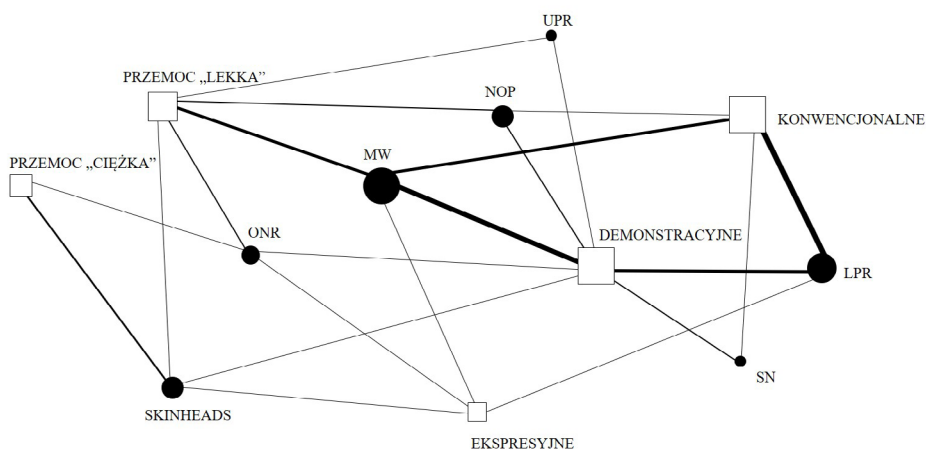 UPR
PRZEMOC „LEKKA”
NOP
KONWENCJONALNE
MW
PRZEMOC „CIĘŻKA”
ONR
DEMONSTRACYJNE
LPR
SN
SKINHEADS
EKSPRESYJNE